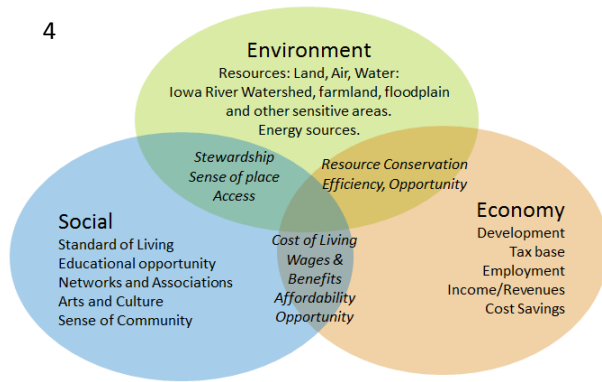 4
Environment
Resources: Land, Air, Water:
Iowa River Watershed, farmland, floodplain
and other sensitive areas.
Energy sources.
Stewardship
Sense of place
Access
Resource Conservation
Efficiency, Opportunity
Social
Standard of Living
Educational opportunity
Networks and Associations
Arts and Culture
Sense of Community
Cost of Living
Wages &
Benefits
Affordability
Opportunity
Economy
Development
Tax base
Employment
Income/Revenues
Cost Savings